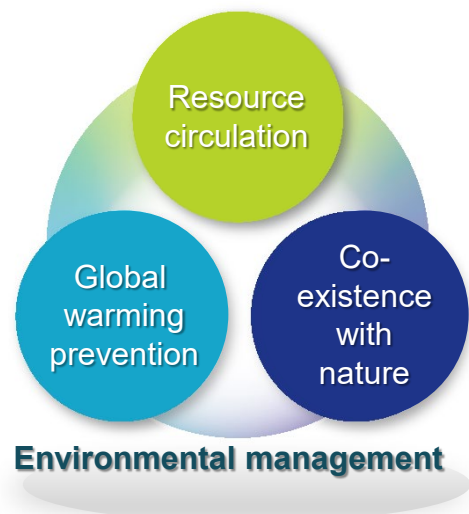 Resource
circulation
Global
warming
prevention
Co-
existence
with
nature
Environmental management